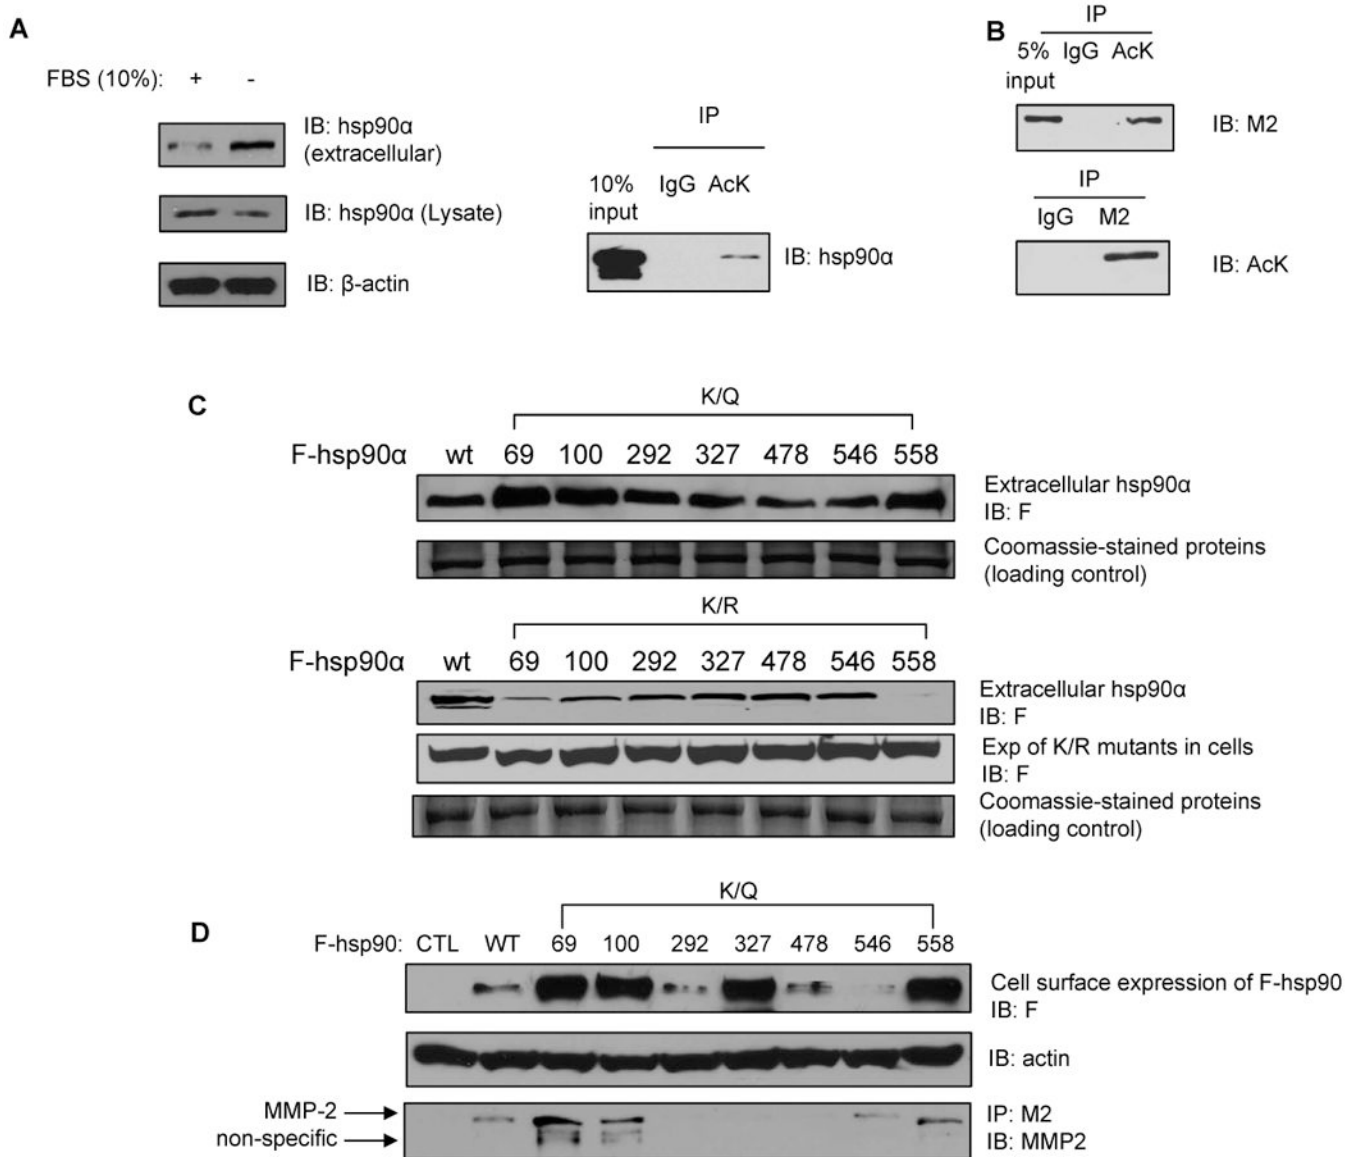 A
FBS (10%): + -
IB: hsp90α
(extracellular)
IB: hsp90α (Lysate)
IB: β-actin
IP
10%
input
IgG AcK
IB: hsp90α
B
IP
5%
input
IgG AcK
IB: M2
IP
IgG M2
IB: AcK
C
K/Q
F-hsp90α wt 69 100 292 327 478 546 558
Extracellular hsp90α
IB: F
Coomassie-stained proteins
(loading control)
K/R
F-hsp90α wt 69 100 292 327 478 546 558
Extracellular hsp90α
IB: F
Exp of K/R mutants in cells
IB: F
Coomassie-stained proteins
(loading control)
D
K/Q
F-hsp90: CTL WT 69 100 292 327 478 546 558
Cell surface expression of F-hsp90
IB: F
IB: actin
MMP-2
non-specific
IP: M2
IB: MMP2